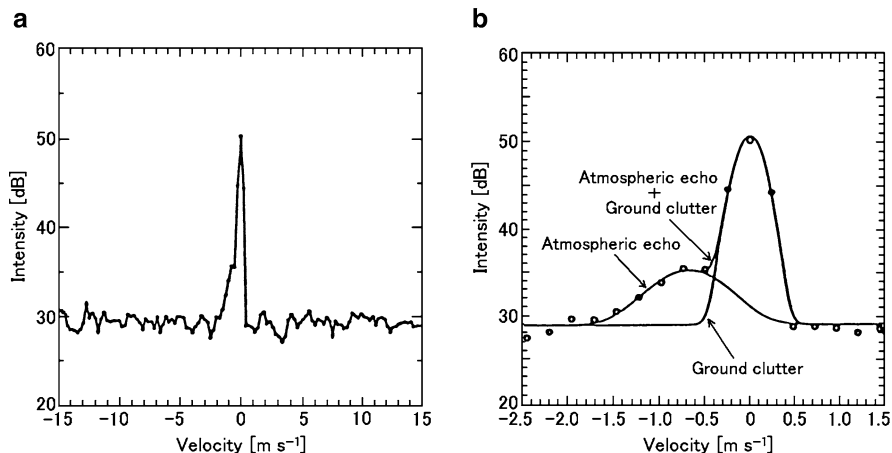 a
60
50
40
30
20
Intensity [dB]
-15
-10
-5
0
5
10
15
Velocity [m s⁻¹]
b
60
50
40
30
20
Intensity [dB]
Atmospheric echo
+
Ground clutter
Atmospheric echo
Ground clutter
-2.5
-2.0
-1.5
-1.0
-0.5
0
0.5
1.0
1.5
Velocity [m s⁻¹]